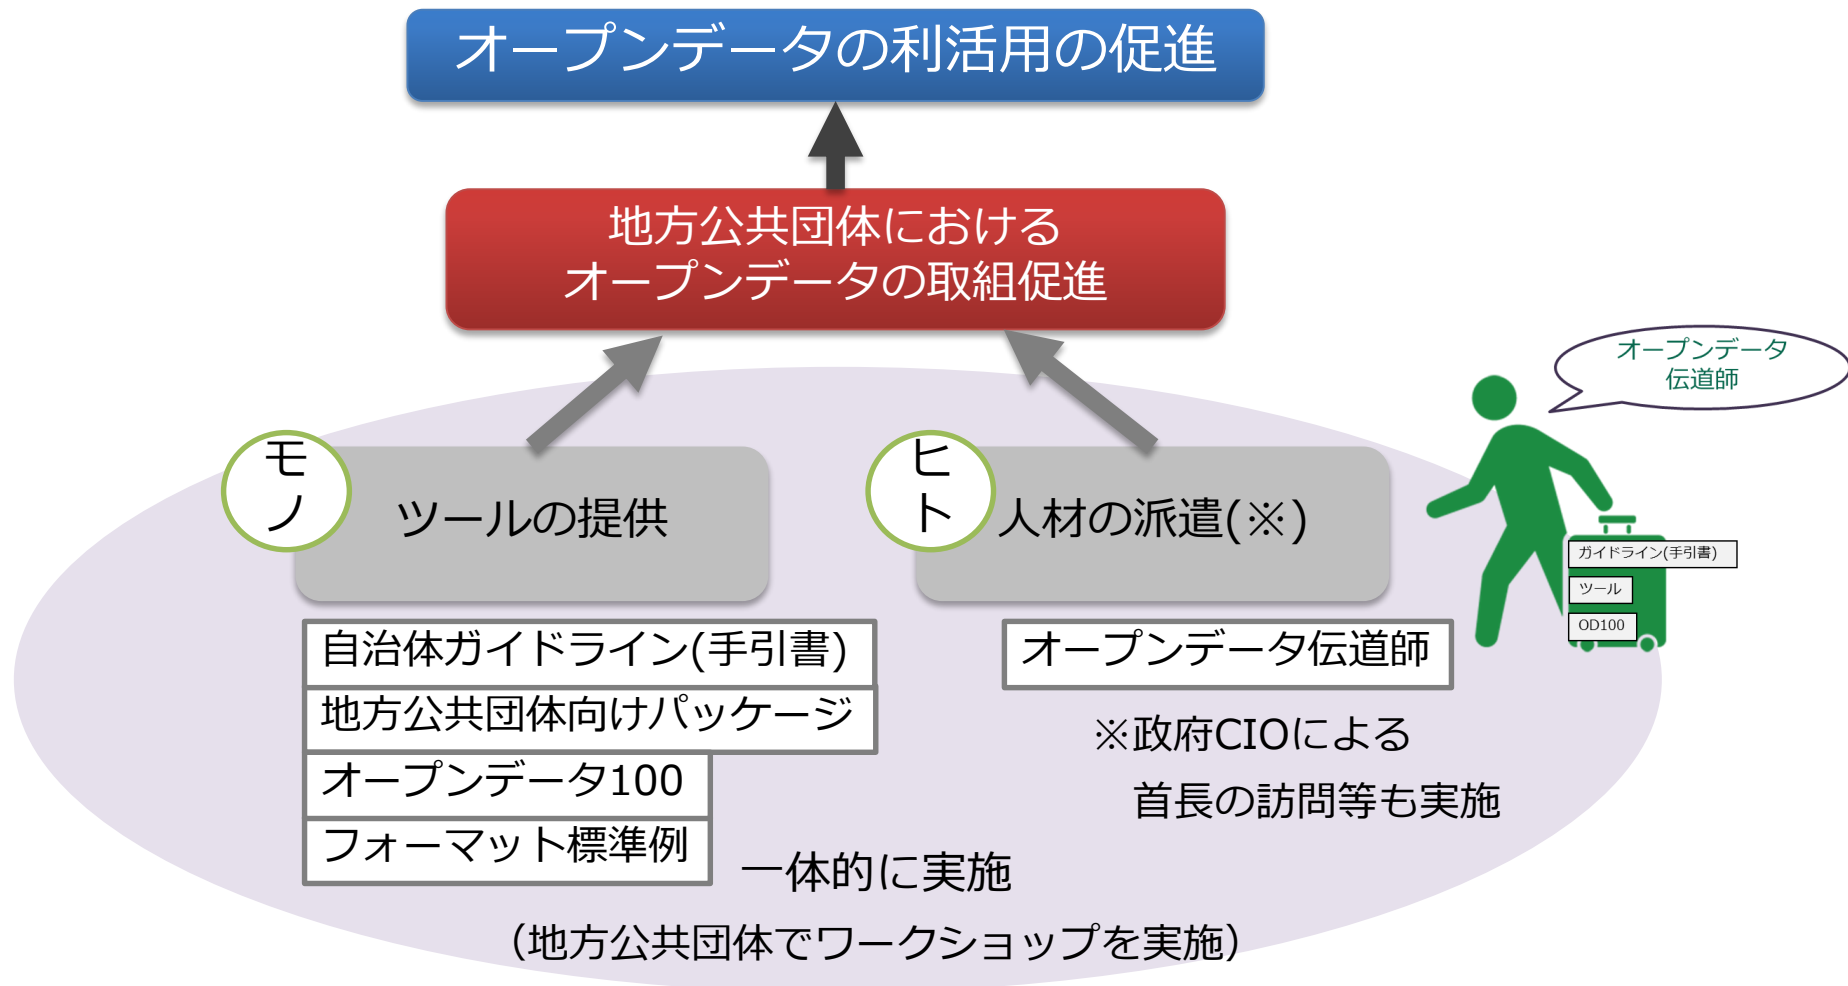 オープンデータの利活用の促進
地方公共団体における
オープンデータの取組促進
オープンデータ
伝道師
モ
ノ
ツールの提供
ヒ
ト
人材の派遣(※)
ガイドライン(手引書)
ツール
OD100
自治体ガイドライン(手引書)
地方公共団体向けパッケージ
オープンデータ100
フォーマット標準例
オープンデータ伝道師
※政府CIOによる
首長の訪問等も実施
一体的に実施
（地方公共団体でワークショップを実施）